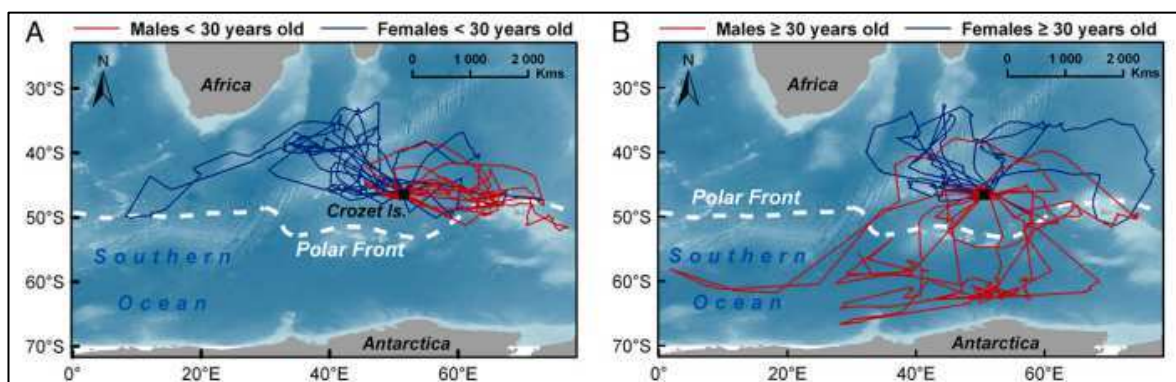 A
Males < 30 years old Females < 30 years old
N
0 1 000 2 000
Kms
Africa
30°S
40°S
50°S
60°S
70°S
Crozet Is.
Polar Front
Southern
Ocean
Antarctica
0° 20°E 40°E 60°E
B
Males ≥ 30 years old Females ≥ 30 years old
N
0 1 000 2 000
Kms
Africa
30°S
40°S
50°S
60°S
70°S
Polar Front
Southern
Ocean
Antarctica
0° 20°E 40°E 60°E